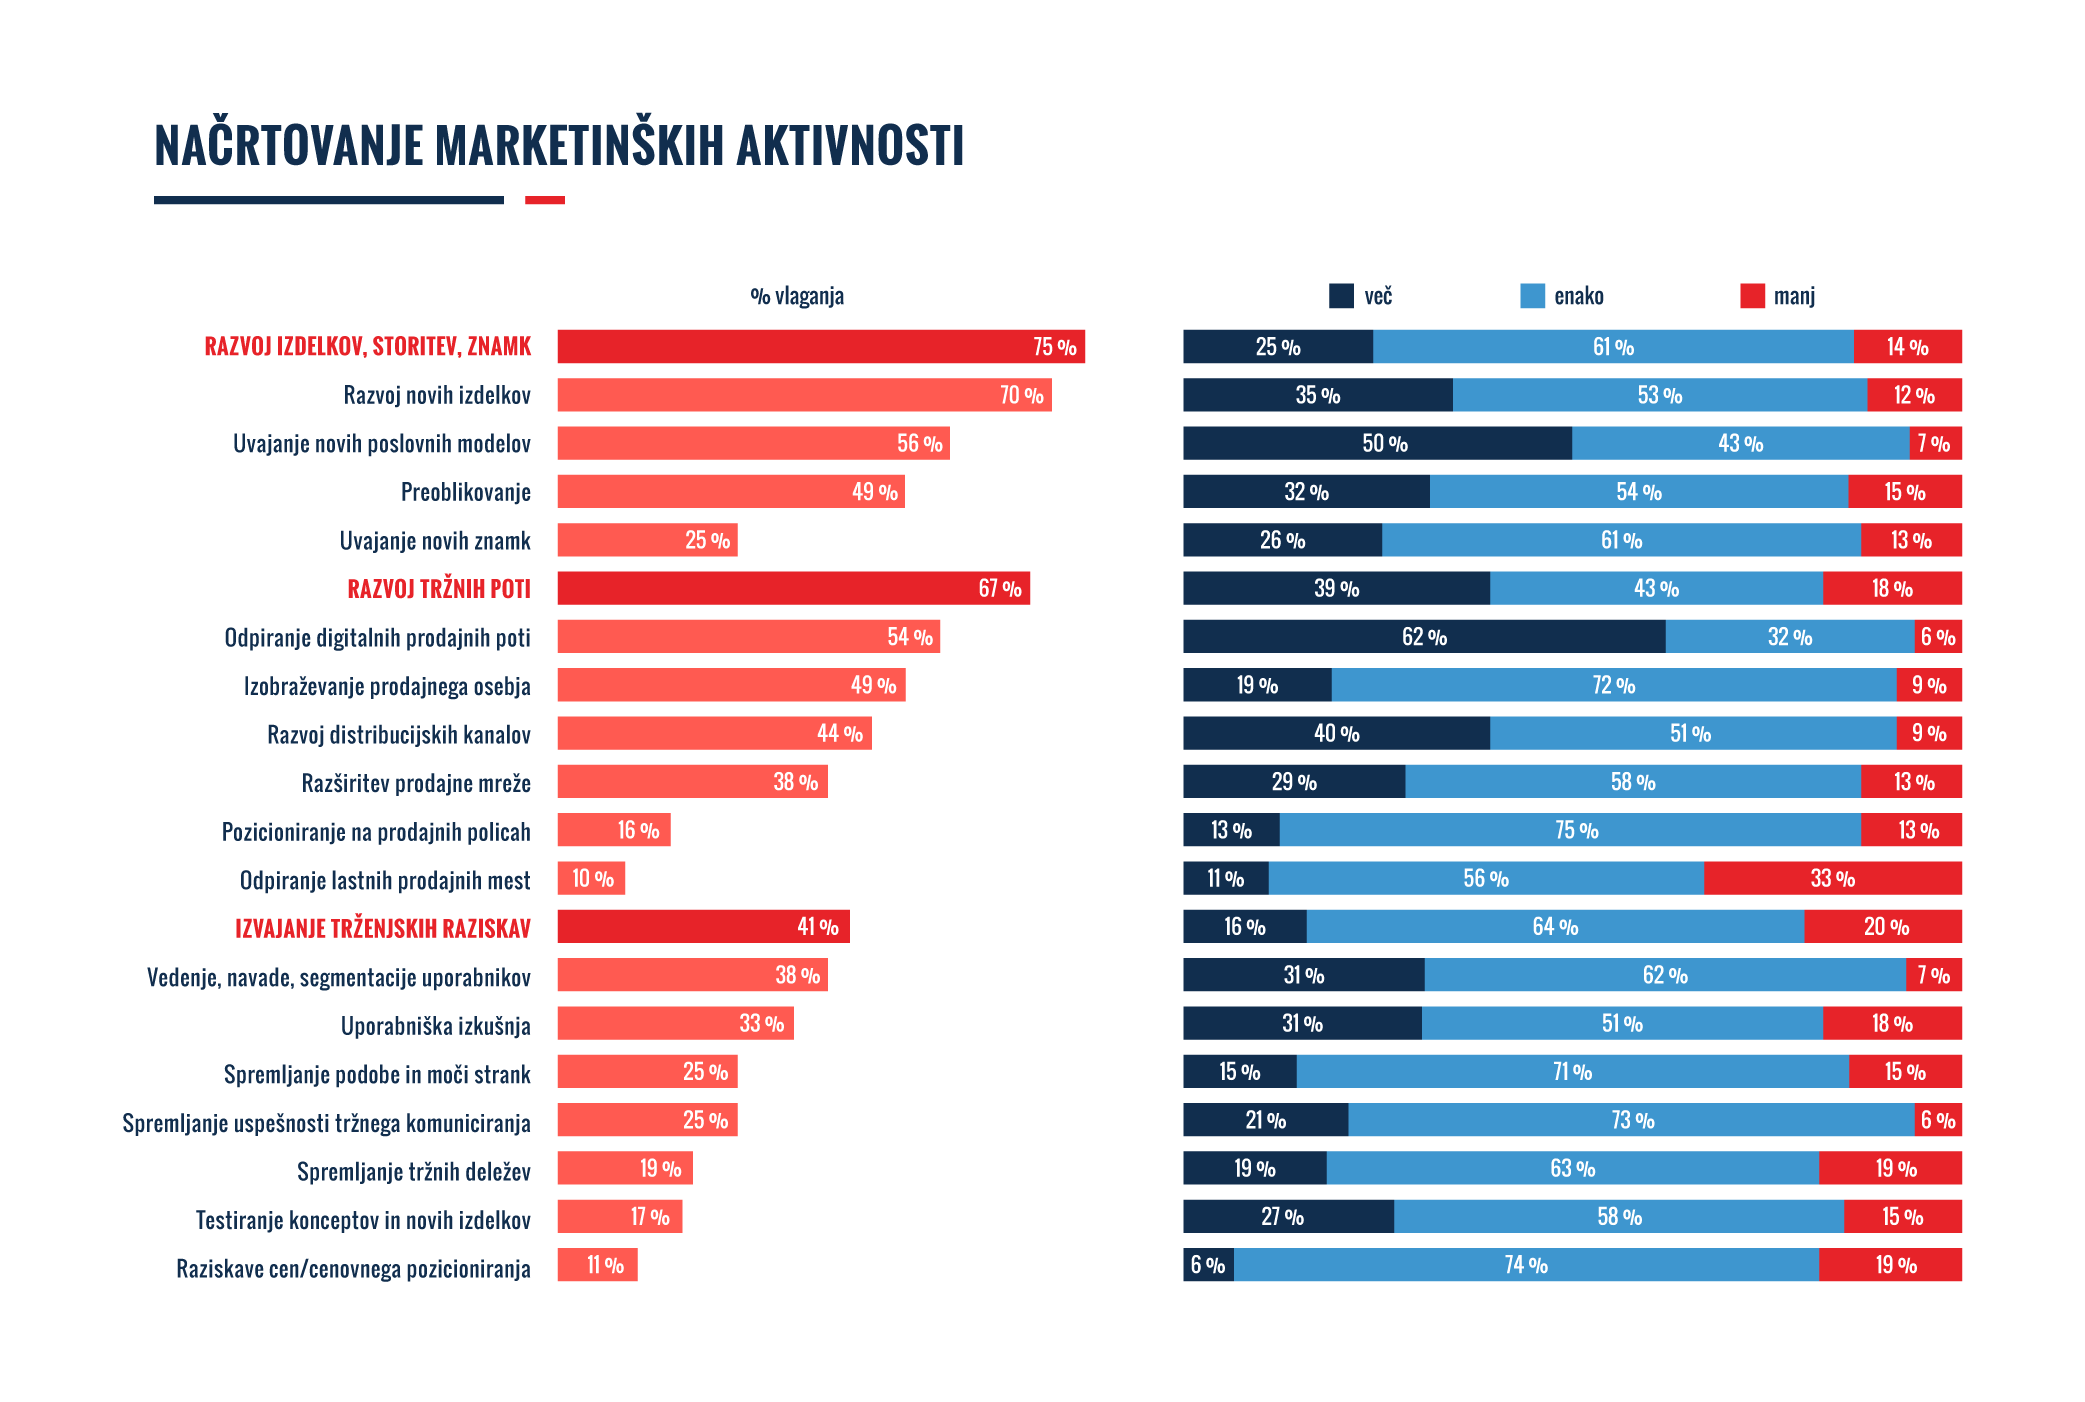 NAČRTOVANJE MARKETINŠKIH AKTIVNOSTI
% vlaganja več enako manj
RAZVOJ IZDELKOV, STORITEV, ZNAMK 75 % 25 % 61 % 14 %
Razvoj novih izdelkov 70 % 35 % 53 % 12 %
Uvajanje novih poslovnih modelov 56 % 50 % 43 % 7 %
Preoblikovanje 49 % 32 % 54 % 15 %
Uvajanje novih znamk 25 % 26 % 61 % 13 %
RAZVOJ TRŽNIH POTI 67 % 39 % 43 % 18 %
Odpiranje digitalnih prodajnih poti 54 % 62 % 32 % 6 %
Izobraževanje prodajnega osebja 49 % 19 % 72 % 9 %
Razvoj distribucijskih kanalov 44 % 40 % 51 % 9 %
Razširitev prodajne mreže 38 % 29 % 58 % 13 %
Pozicioniranje na prodajnih policah 16 % 13 % 75 % 13 %
Odpiranje lastnih prodajnih mest 10 % 11 % 56 % 33 %
IZVAJANJE TRŽENJSKIH RAZISKAV 41 % 16 % 64 % 20 %
Vedenje, navade, segmentacije uporabnikov 38 % 31 % 62 % 7 %
Uporabniška izkušnja 33 % 31 % 51 % 18 %
Spremljanje podobe in moči strank 25 % 15 % 71 % 15 %
Spremljanje uspešnosti tržnega komuniciranja 25 % 21 % 73 % 6 %
Spremljanje tržnih deležev 19 % 19 % 63 % 19 %
Testiranje konceptov in novih izdelkov 17 % 27 % 58 % 15 %
Raziskave cen/cenovnega pozicioniranja 11 % 6 % 74 % 19 %